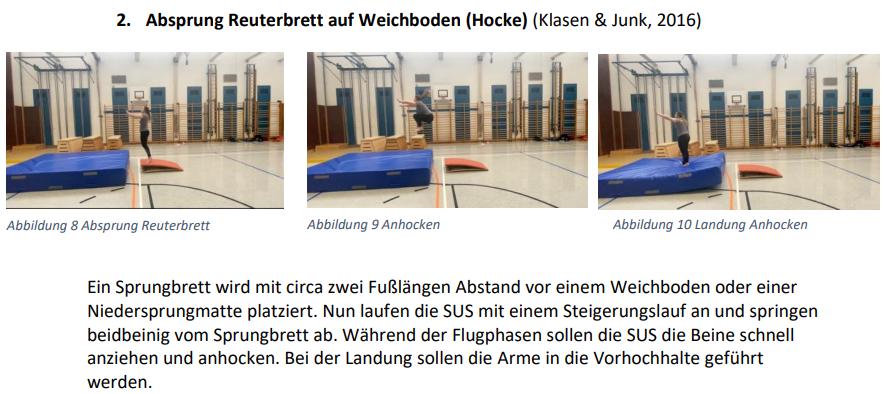 2. Absprung Reuterbrett auf Weichboden (Hocke) (Klasen & Junk, 2016)
Abbildung 8 Absprung Reuterbrett
Abbildung 9 Anhocken
Abbildung 10 Landung Anhocken
Ein Sprungbrett wird mit circa zwei Fußlängen Abstand vor einem Weichboden oder einer
Niedersprungmatte platziert. Nun laufen die SUS mit einem Steigerungslauf an und springen
beidbeinig vom Sprungbrett ab. Während der Flugphasen sollen die SUS die Beine schnell
anziehen und anhocken. Bei der Landung sollen die Arme in die Vorhochhalte geführt
werden.